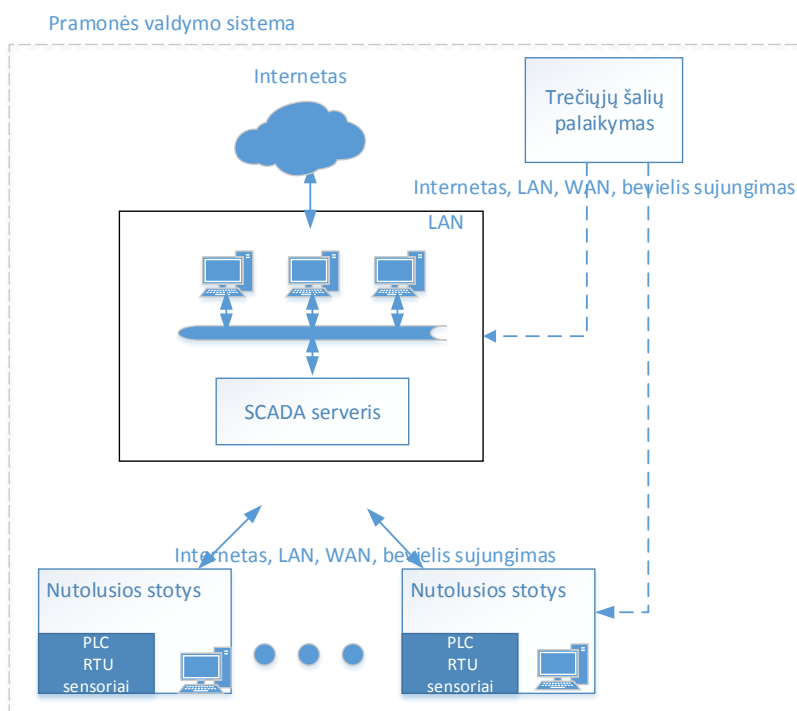 Pramonės valdymo sistema
Internetas
Trečiųjų šalių
palaikymas
Internetas, LAN, WAN, bevielis sujungimas
LAN
SCADA serveris
Internetas, LAN, WAN, bevielis sujungimas
Nutolusios stotys
PLC
RTU
sensoriai
Nutolusios stotys
PLC
RTU
sensoriai